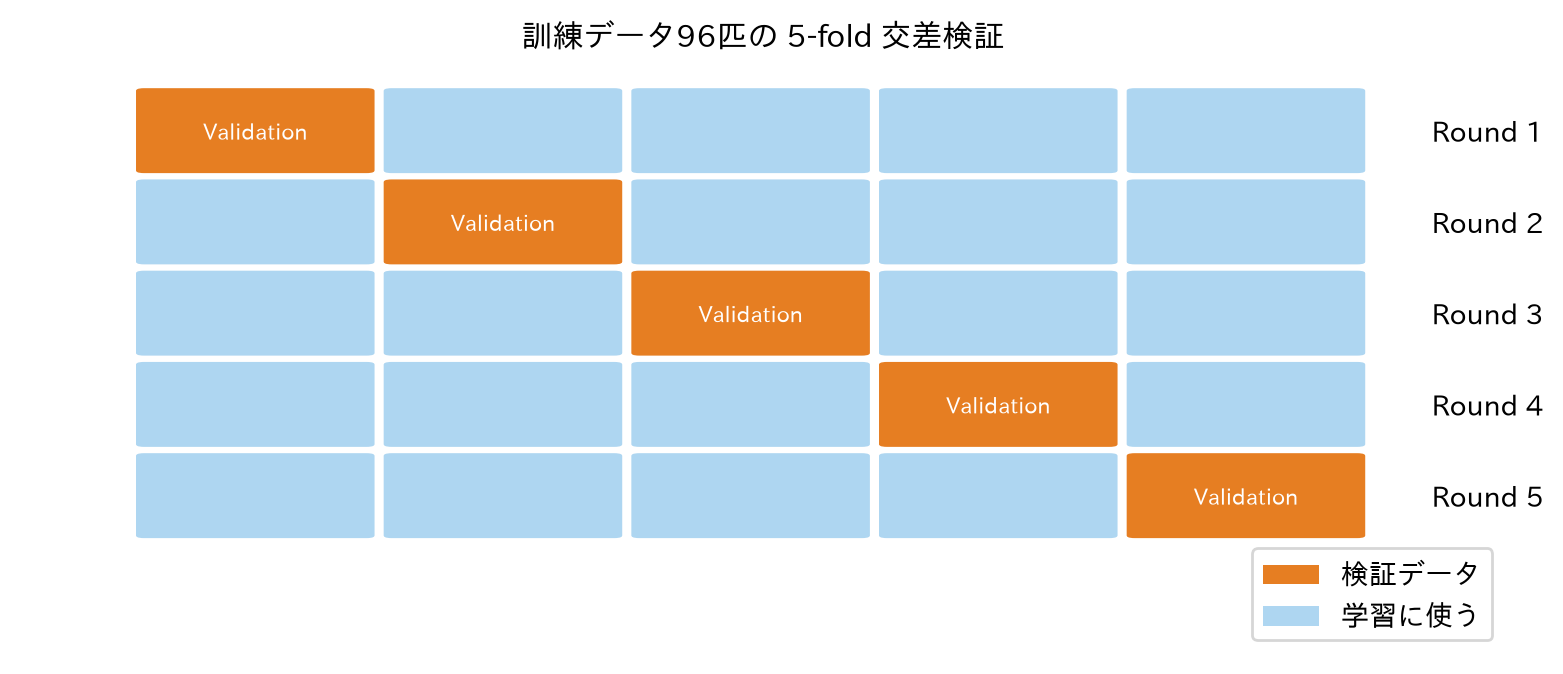 訓練データ96匹の 5-fold 交差検証
Validation
Round 1
Validation
Round 2
Validation
Round 3
Validation
Round 4
Validation
Round 5
検証データ
学習に使う